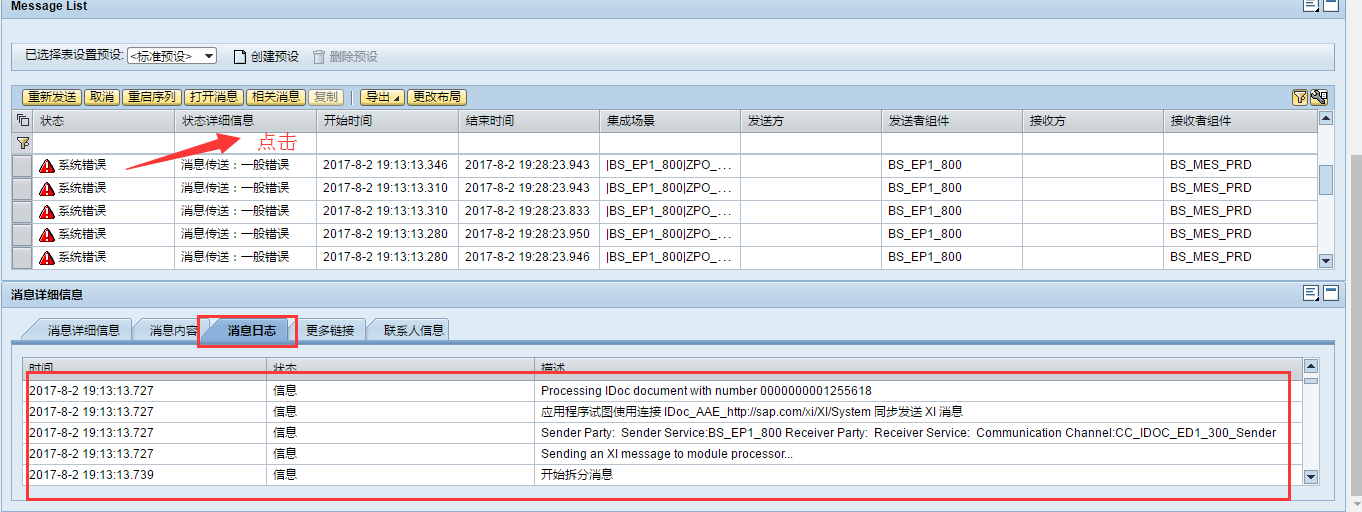 Message List
已选择表设置预设: <标准预设> 创建预设 删除预设
重新发送 取消 重启序列 打开消息 相关消息 复制 导出 更改布局
状态 状态详细信息 开始时间 结束时间 集成场景 发送方 发送者组件 接收方 接收者组件
点击
系统错误 消息传送：一般错误 2017-8-2 19:13:13.346 2017-8-2 19:28:23.943 |BS_EP1_800|ZPO_... BS_EP1_800 BS_MES_PRD
系统错误 消息传送：一般错误 2017-8-2 19:13:13.310 2017-8-2 19:28:23.943 |BS_EP1_800|ZPO_... BS_EP1_800 BS_MES_PRD
系统错误 消息传送：一般错误 2017-8-2 19:13:13.310 2017-8-2 19:28:23.833 |BS_EP1_800|ZPO_... BS_EP1_800 BS_MES_PRD
系统错误 消息传送：一般错误 2017-8-2 19:13:13.280 2017-8-2 19:28:23.950 |BS_EP1_800|ZPO_... BS_EP1_800 BS_MES_PRD
系统错误 消息传送：一般错误 2017-8-2 19:13:13.280 2017-8-2 19:28:23.946 |BS_EP1_800|ZPO_... BS_EP1_800 BS_MES_PRD
消息详细信息
消息详细信息 消息内容 消息日志 更多链接 联系人信息
时间 状态 描述
2017-8-2 19:13:13.727 信息 Processing IDoc document with number 0000000001255618
2017-8-2 19:13:13.727 信息 应用程序试图使用连接 IDoc_AAE_http://sap.com/xi/XI/System 同步发送 XI 消息
2017-8-2 19:13:13.727 信息 Sender Party: Sender Service:BS_EP1_800 Receiver Party: Receiver Service: Communication Channel:CC_IDOC_ED1_300_Sender
2017-8-2 19:13:13.727 信息 Sending an XI message to module processor...
2017-8-2 19:13:13.739 信息 开始拆分消息